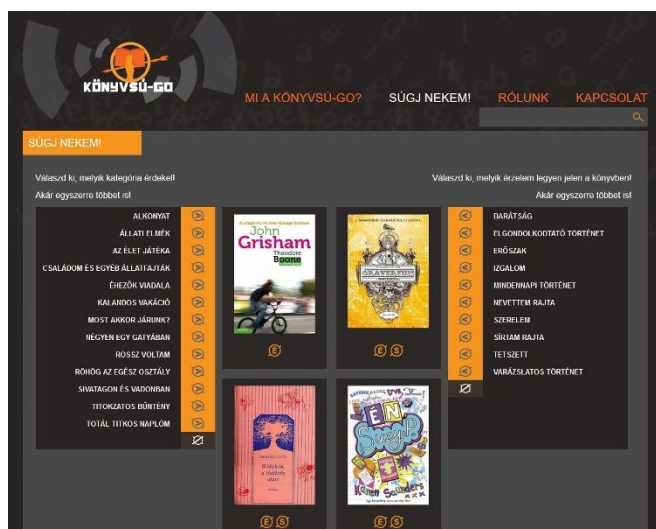 KÖNYVSÚ-GO
MI A KÖNYVSÚ-GO?
SÚGJ NEKEM!
RÓLUNK
KAPCSOLAT
SÚGJ NEKEM!
Válaszd ki, melyik kategória érdekel!
Akár egyszerre többet is!
Válaszd ki, melyik érzelem legyen jelen a könyvben!
Akár egyszerre többet is!
ALKONYAT
ÁLLATI ELMÉK
AZ ÉLET JÁTÉKA
CSALÁDOM ÉS EGYÉB ÁLLATFAJTÁK
ÉHEZŐK VIADALA
KALANDOS VAKÁCIÓ
MOST AKKOR JÁRUNK?
NÉGYEN EGY GATYÁBAN
ROSSZ VOLTAM
RÖHÖG AZ EGÉSZ OSZTÁLY
SIVATAGON ÉS VADONBAN
TITOKZATOS BŰNTÉNY
TOTÁL TITKOS NAPLÓM
John
Grisham
Theodore
Boone
É
ABAVERZUM
É S
É S
ÉN
Suzy P.
Karen Saunders
É S
BARÁTSÁG
ELGONDOLKODTATÓ TÖRTÉNET
ERŐSZAK
IZGALOM
MINDENNAPI TÖRTÉNET
NEVETTEM RAJTA
SZERELEM
SÍRTAM RAJTA
TETSZETT
VARÁZSLATOS TÖRTÉNET